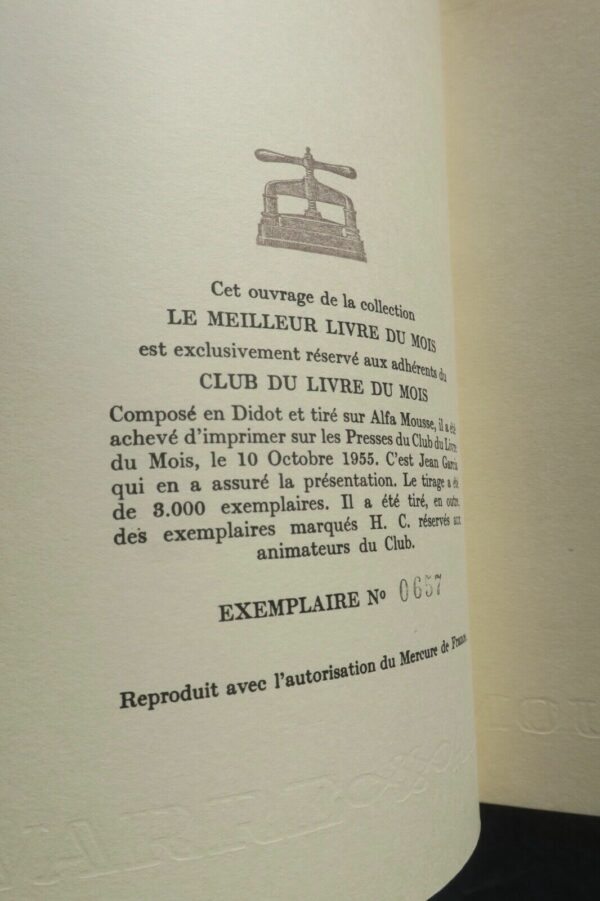 Cet ouvrage de la collection
LE MEILLEUR LIVRE DU MOIS
est exclusivement réservé aux adhérents du
CLUB DU LIVRE DU MOIS
Composé en Didot et tiré sur Alfa Mousse, il a été
achevé d'imprimer sur les Presses du Club du Livre
du Mois, le 10 Octobre 1955. C'est Jean Garcia
qui en a assuré la présentation. Le tirage a été
de 3.000 exemplaires. Il a été tiré, en outre,
des exemplaires marqués H. C. réservés aux
animateurs du Club.
EXEMPLAIRE Nº 0657
Reproduit avec l'autorisation du Mercure de France.